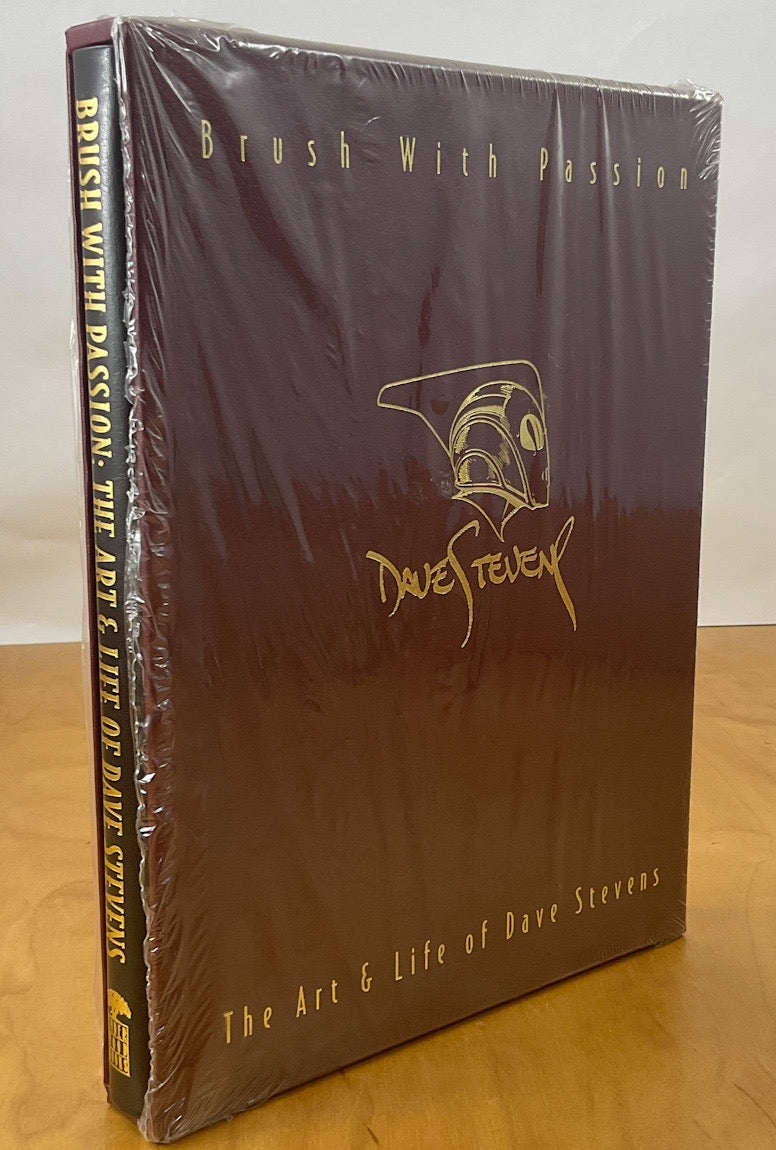 BRUSH WITH PASSION: THE ART & LIFE OF DAVE STEVENS
Brush With Passion
DAVE STEVENS
The Art & Life of Dave Stevens